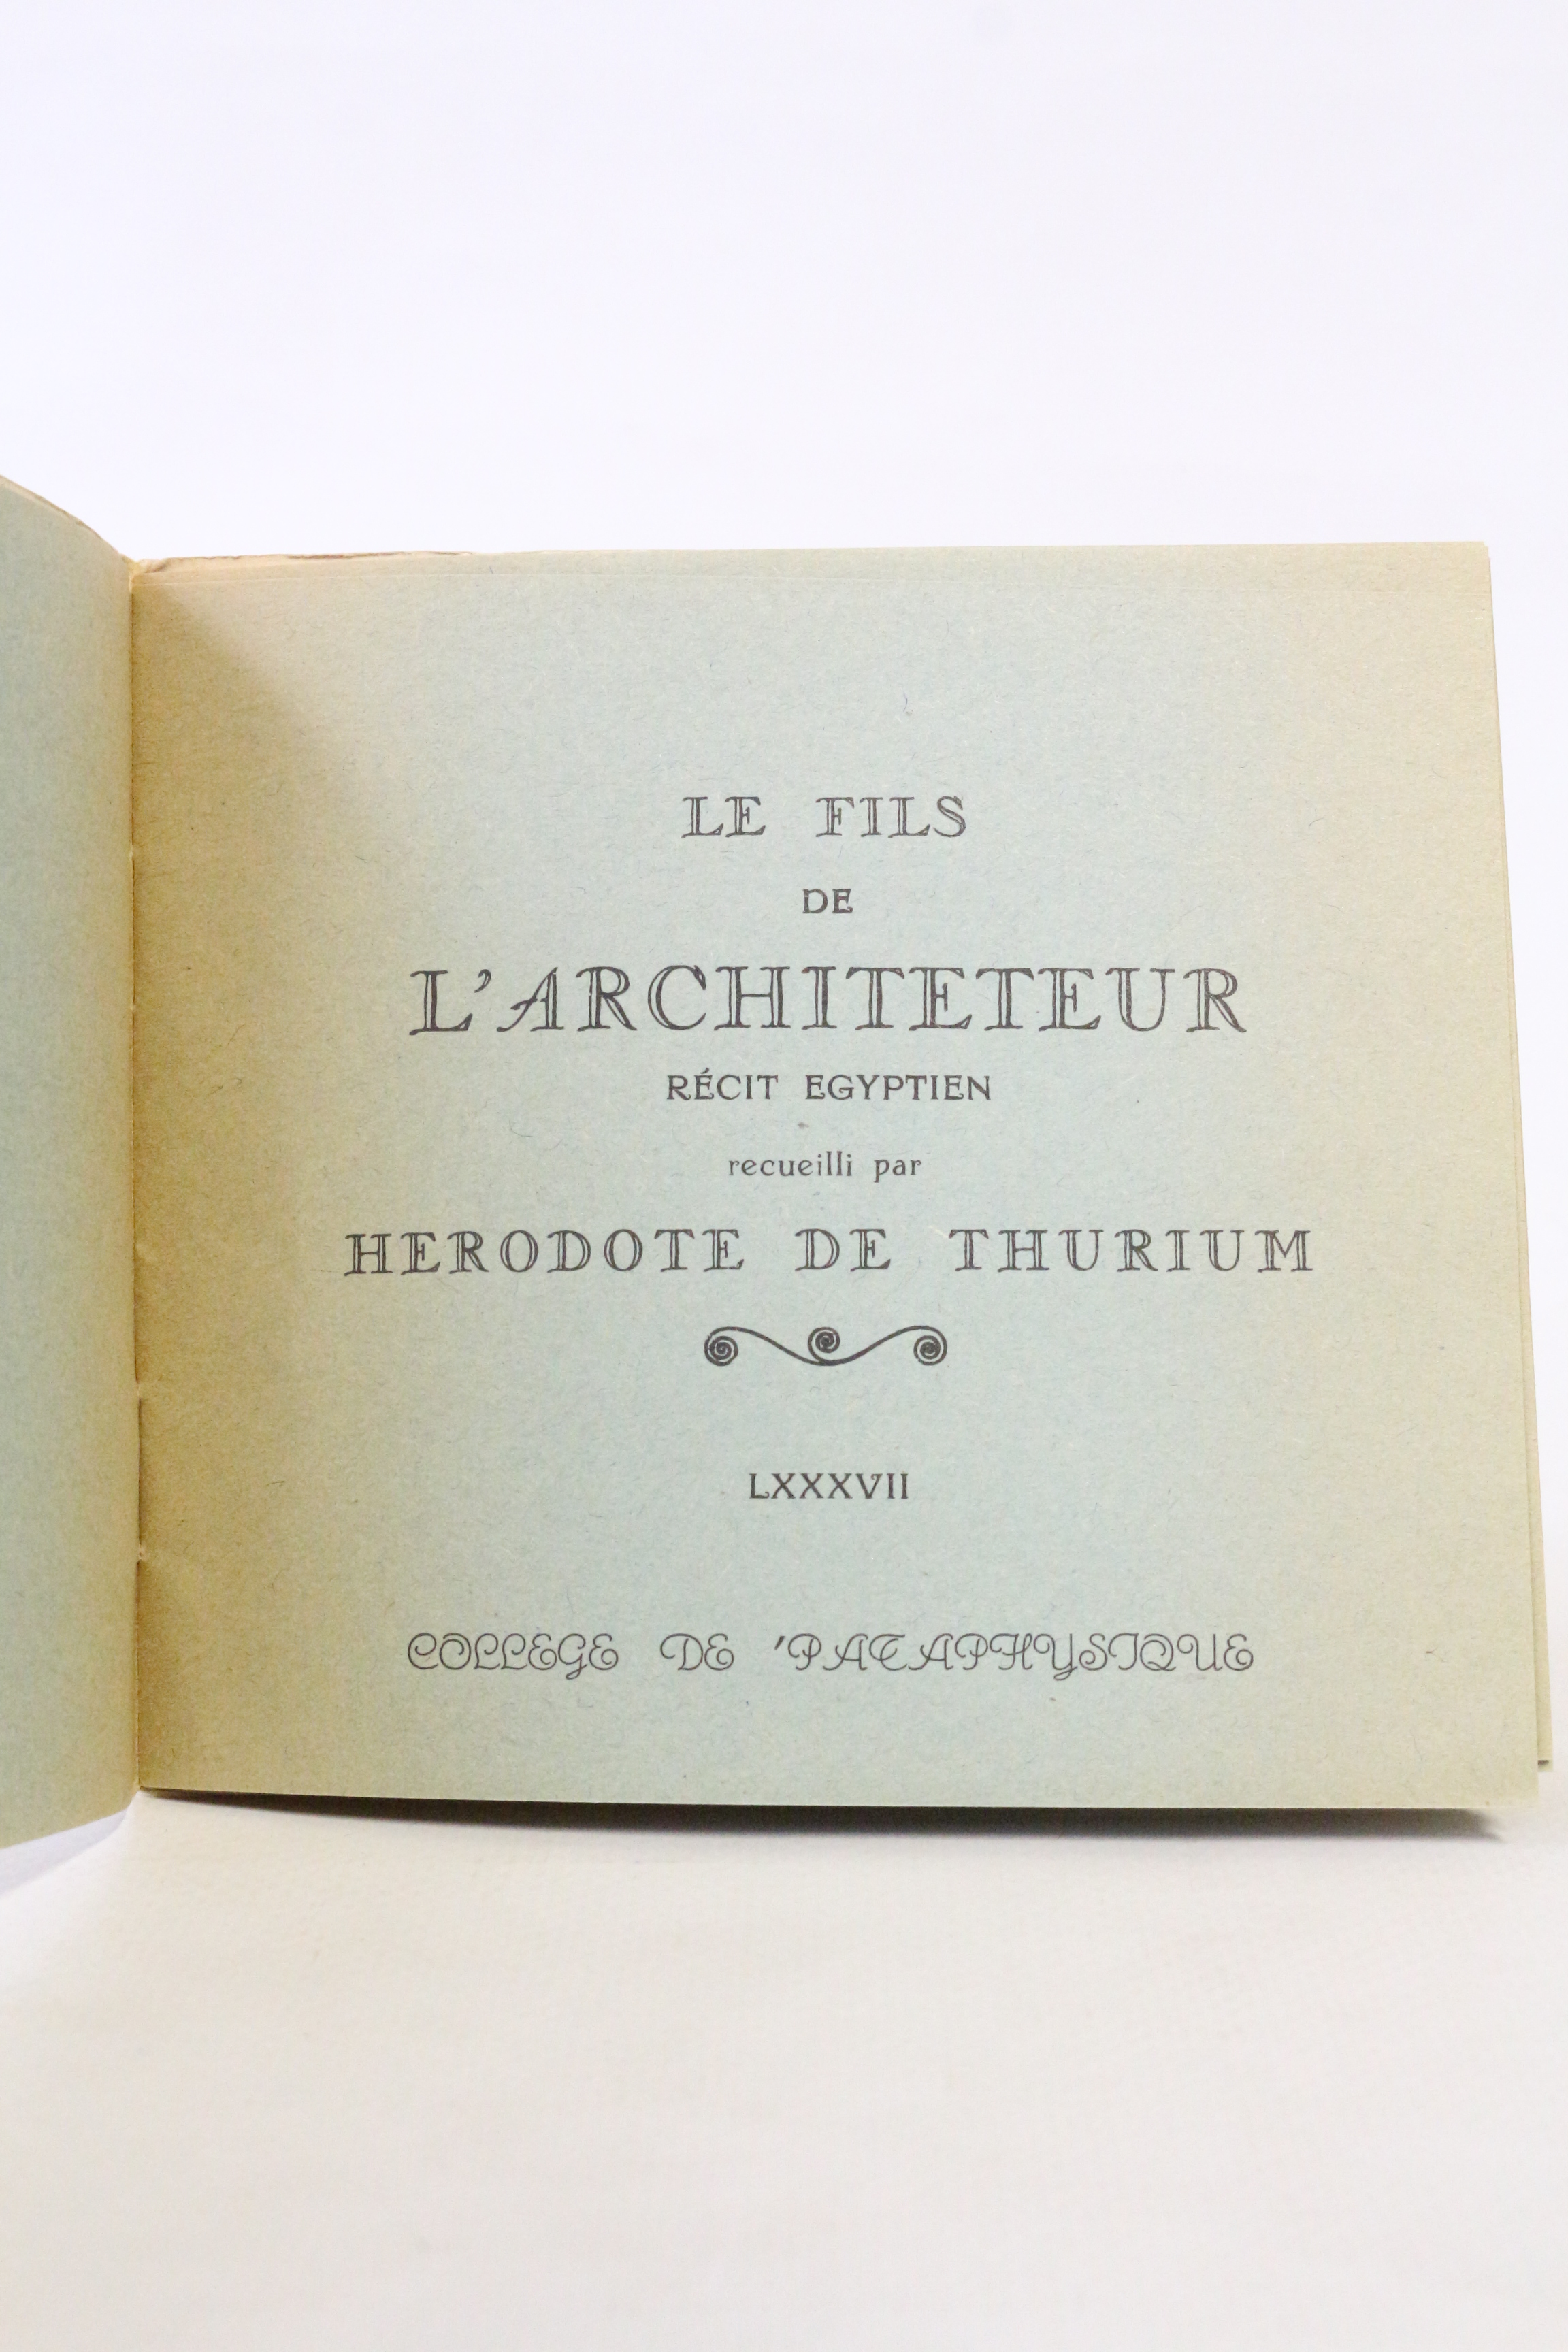 LE FILS
DE
L'ARCHITETEUR
RÉCIT EGYPTIEN
recueilli par
HERODOTE DE THURIUM
LXXXVII
COLLEGE DE 'PATAPHYSIQUE